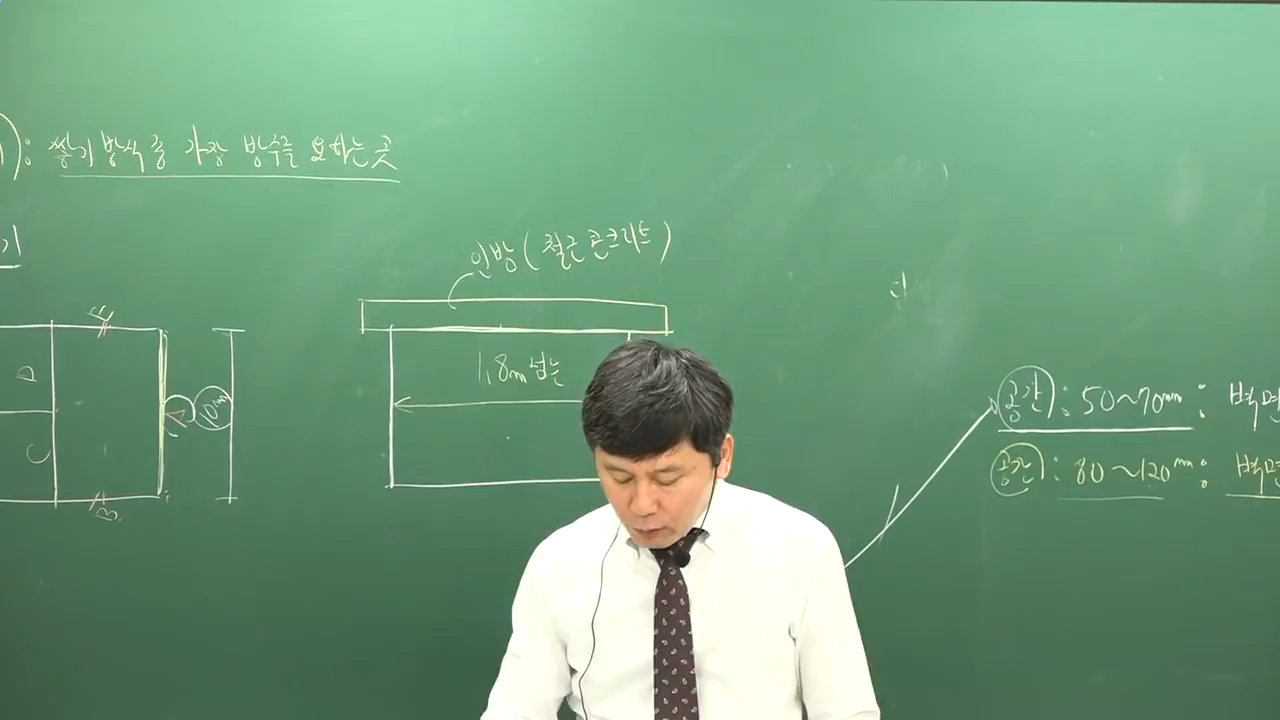 : 쌓기 방식 중 가장 방수를 요하는 곳
기
인방 (철근콘크리트)
A
D
C
B
10m
1.8m 넘는
단
공간 : 50~70mm : 벽면
공간 : 80~120mm : 벽면